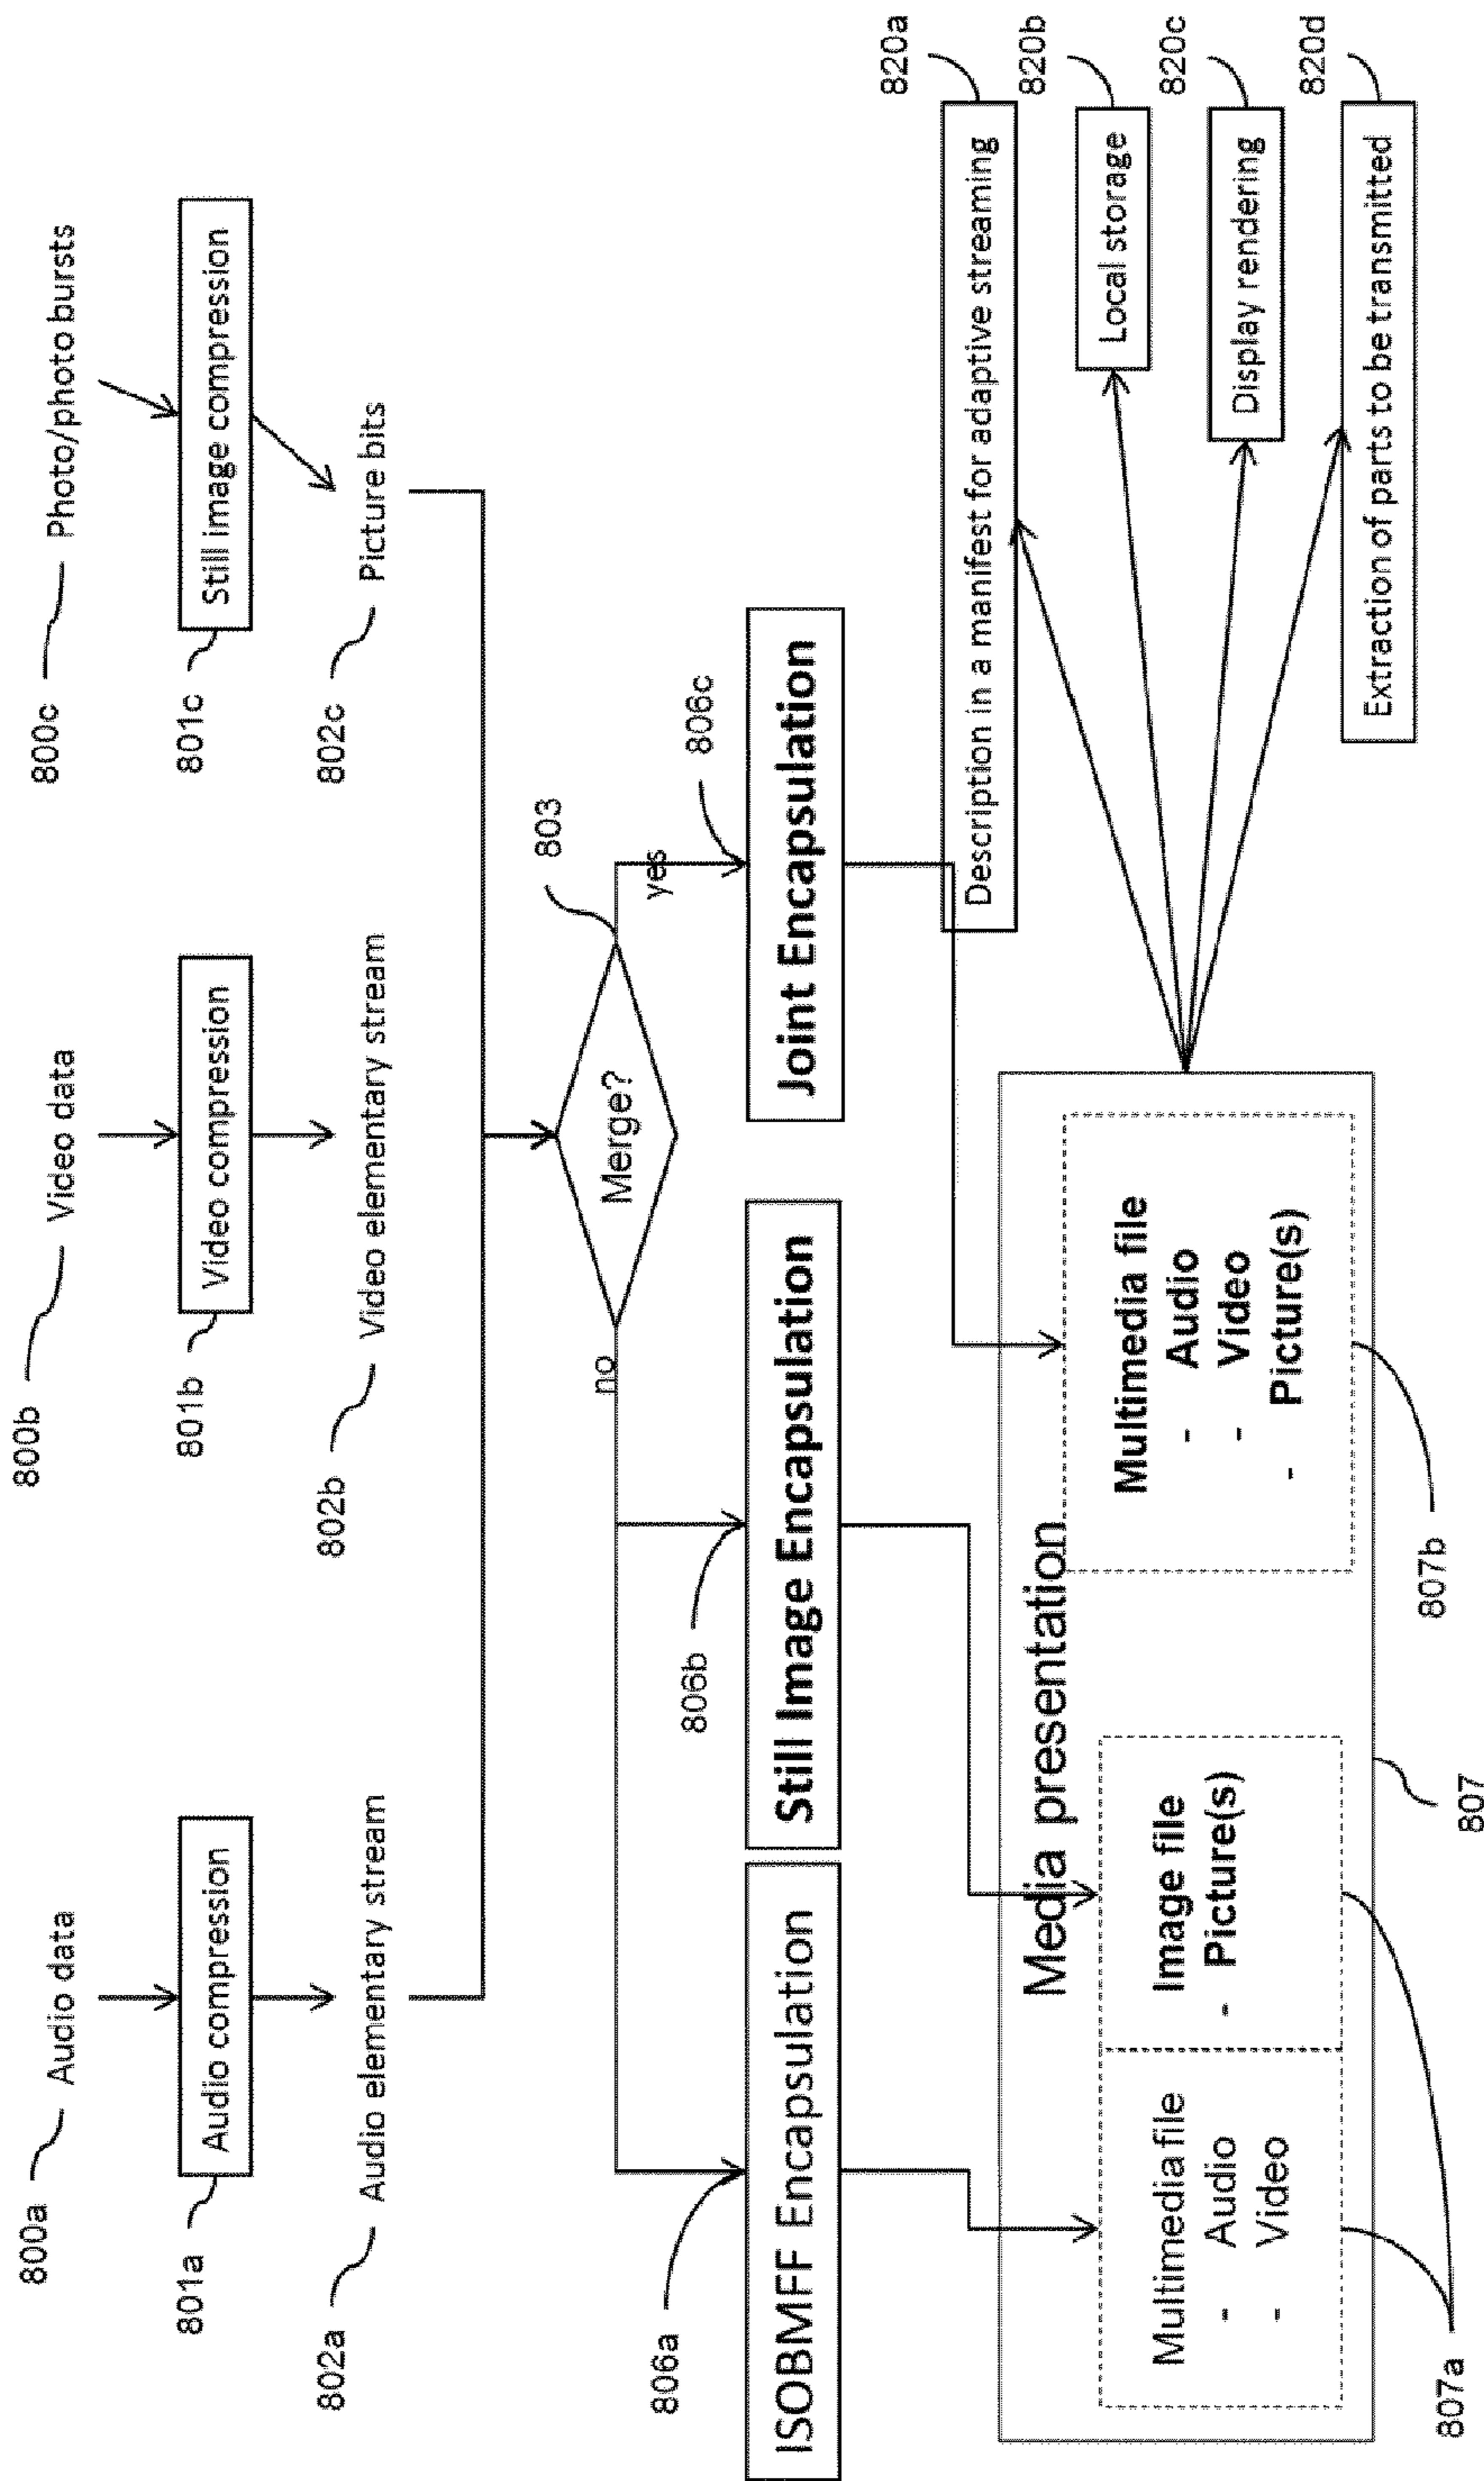 800a
Audio data
800b
Video data
800c
Photo/photo bursts
801a
Audio compression
801b
Video compression
801c
Still image compression
802a
Audio elementary stream
802b
Video elementary stream
802c
Picture bits
803
Merge?
no
yes
806a
806b
806c
ISOBMFF Encapsulation
Still Image Encapsulation
Joint Encapsulation
Media presentation
Multimedia file
- Audio
- Video
Image file
- Picture(s)
Multimedia file
- Audio
- Video
- Picture(s)
807a
807
807b
820a
Description in a manifest for adaptive streaming
820b
Local storage
820c
Display rendering
820d
Extraction of parts to be transmitted